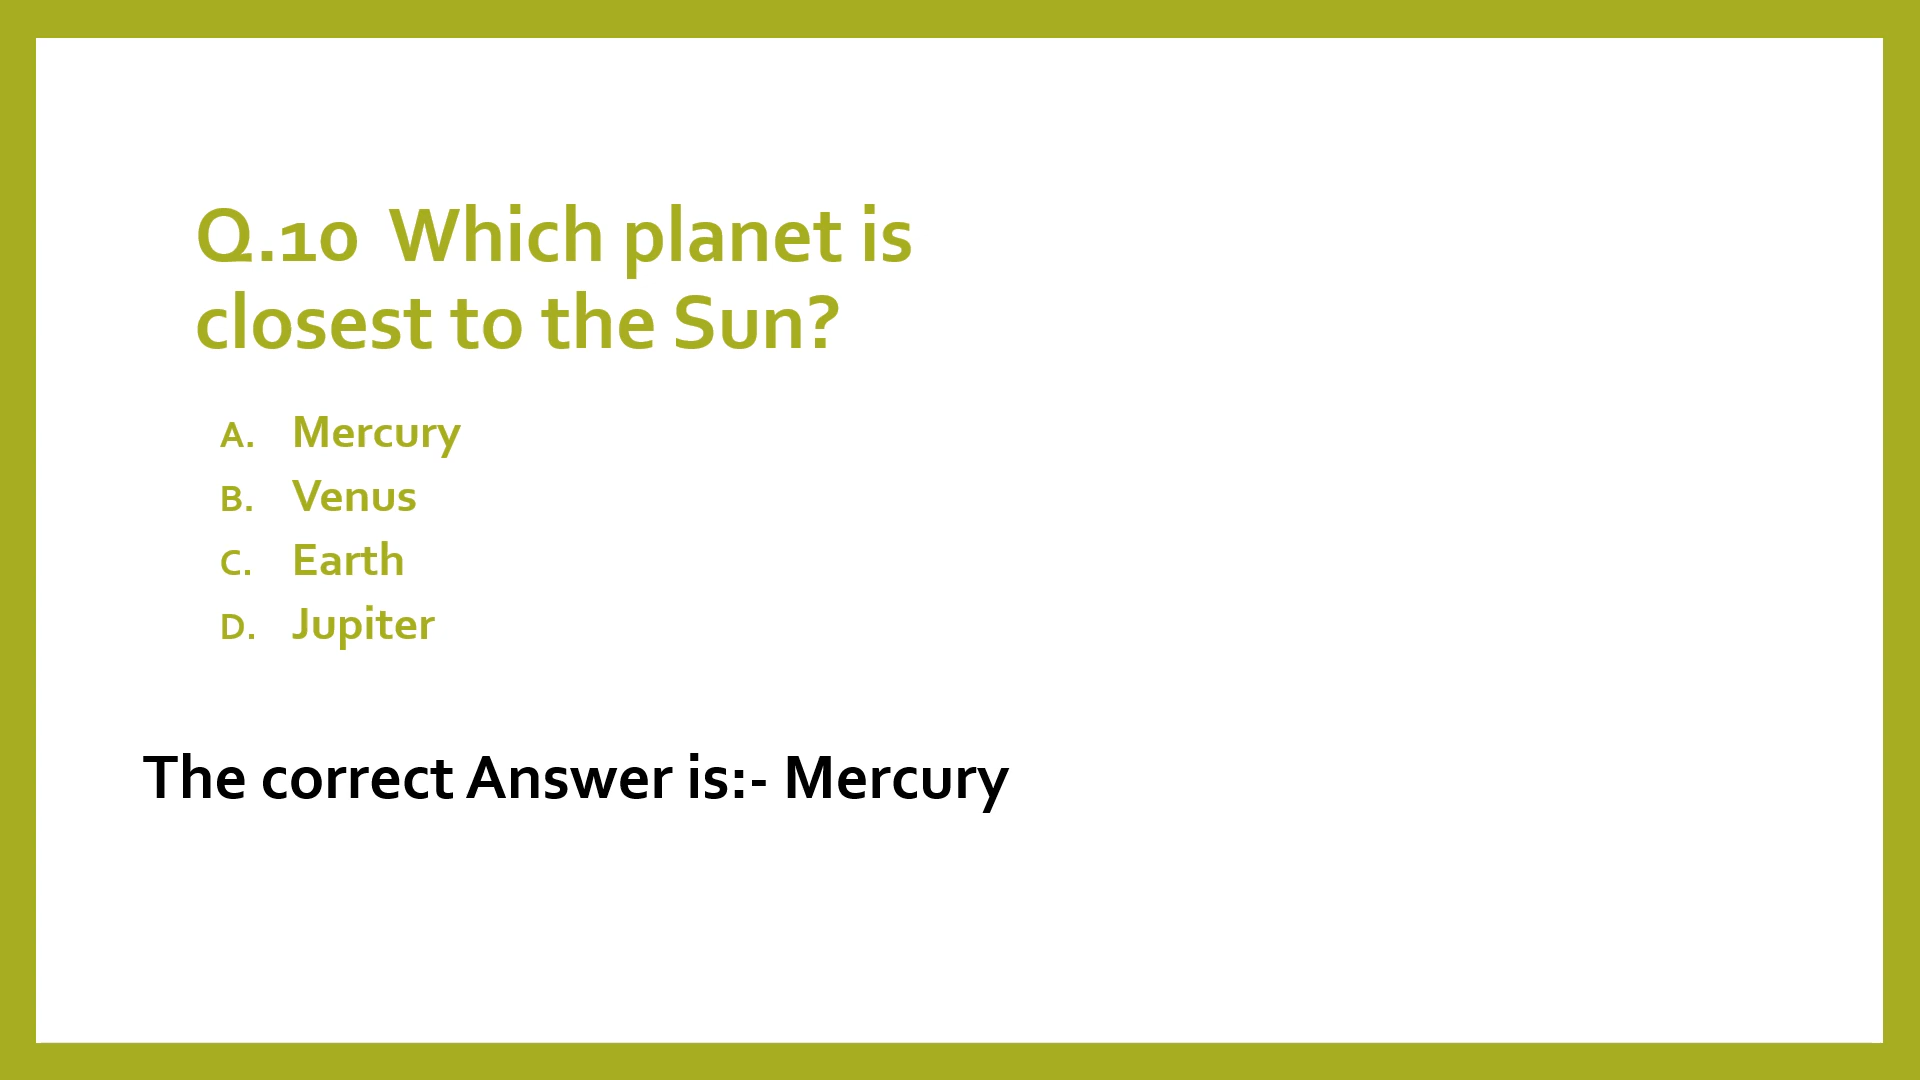 Q.10 Which planet is
closest to the Sun?
A. Mercury
B. Venus
C. Earth
D. Jupiter
The correct Answer is:- Mercury